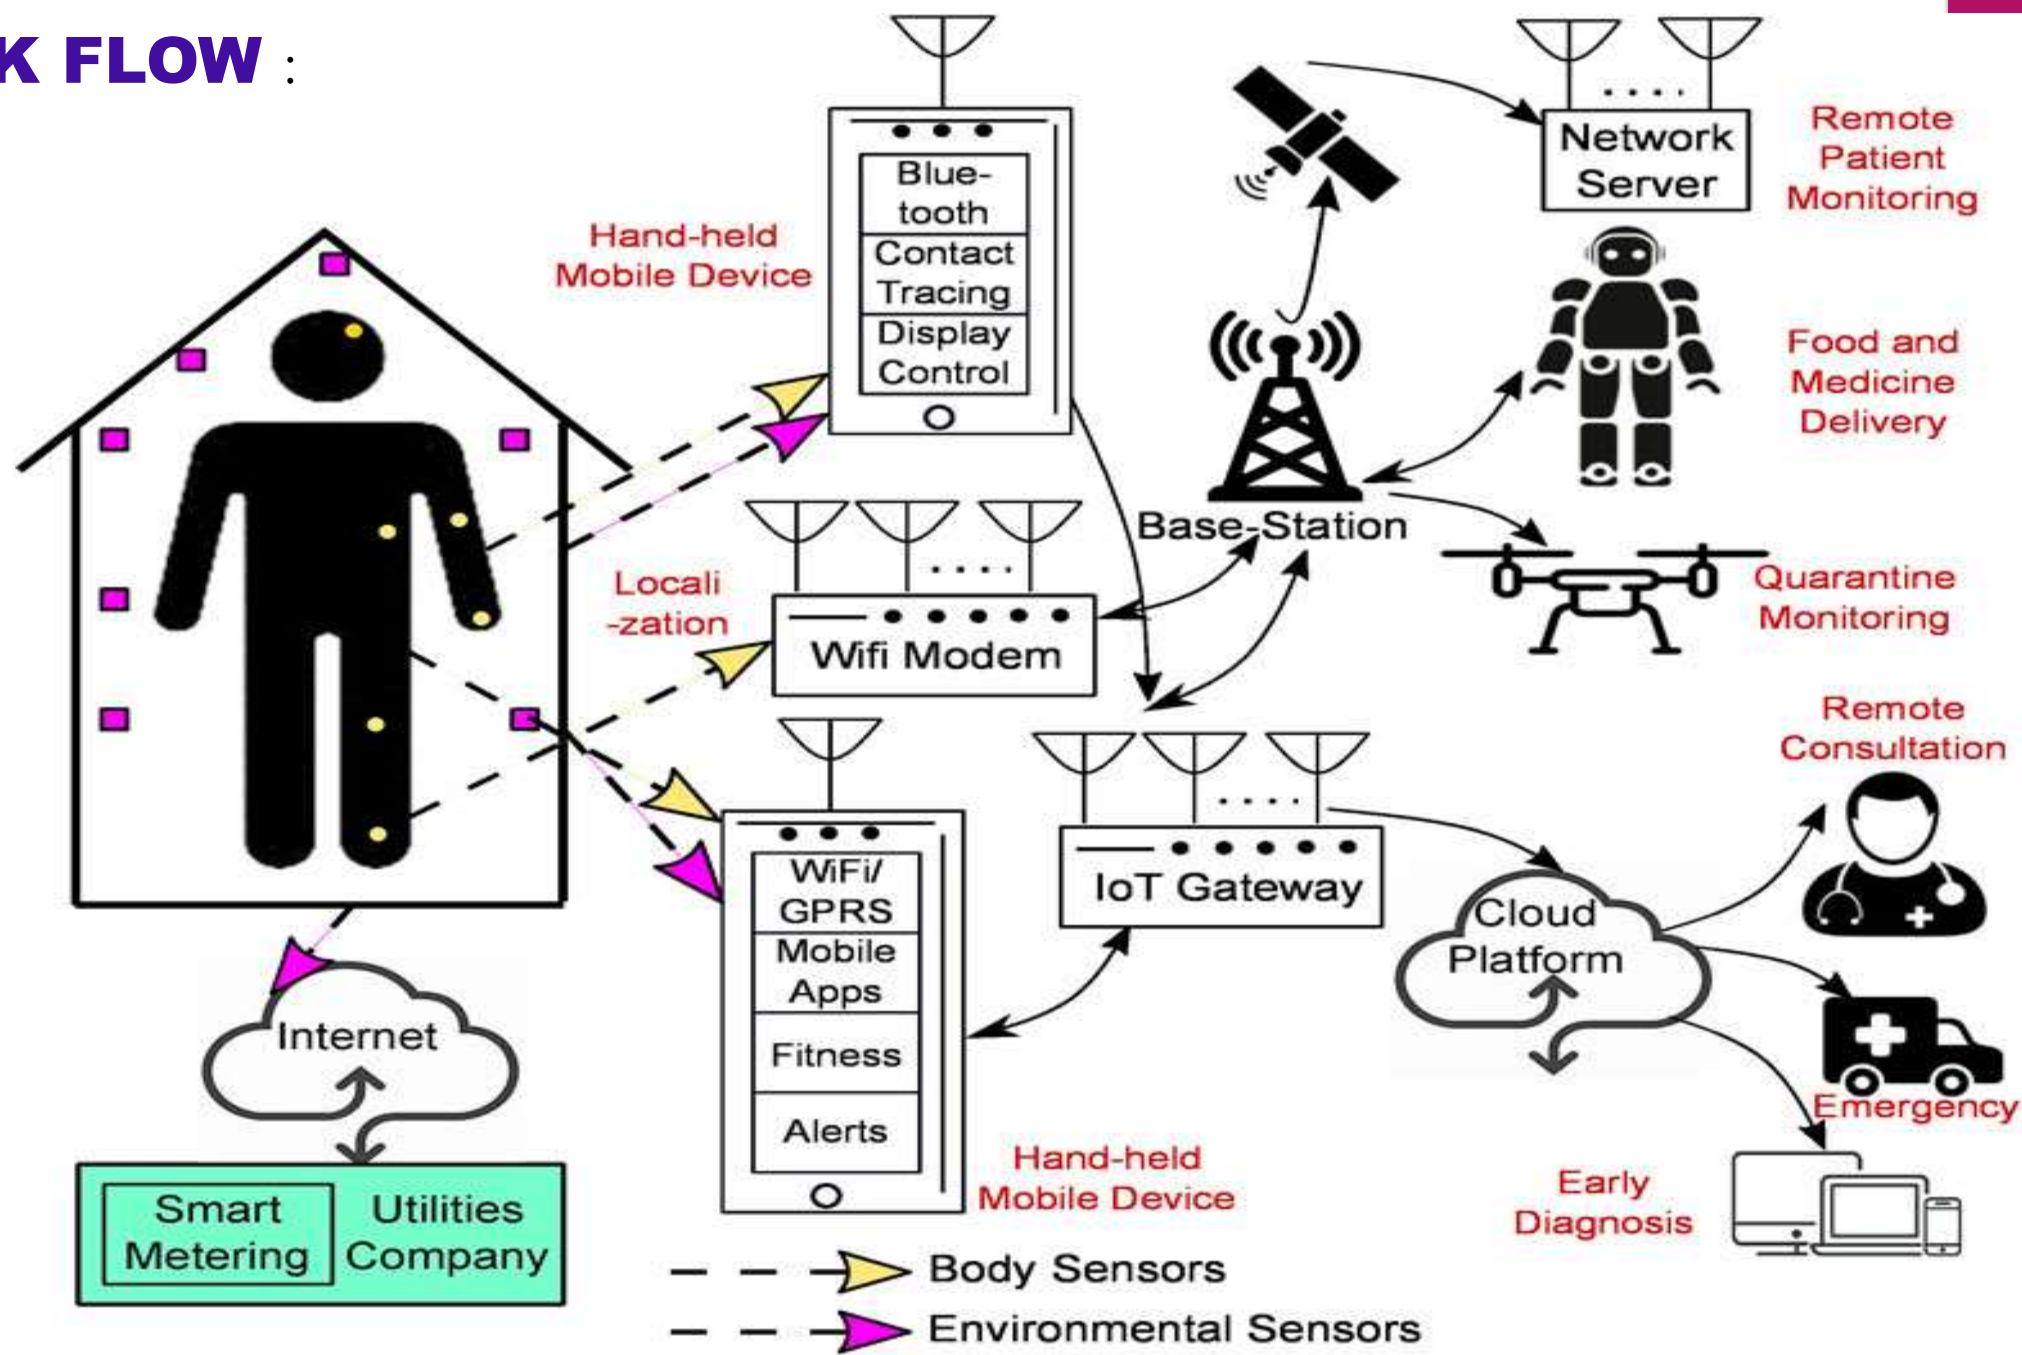 K FLOW :
Blue-
tooth
Contact
Tracing
Display
Control
Hand-held
Mobile Device
Network
Server
Remote
Patient
Monitoring
Food and
Medicine
Delivery
Base-Station
Quarantine
Monitoring
Locali
-zation
Wifi Modem
Remote
Consultation
IoT Gateway
Cloud
Platform
WiFi/
GPRS
Mobile
Apps
Fitness
Alerts
Internet
Emergency
Hand-held
Mobile Device
Early
Diagnosis
Smart
Metering
Utilities
Company
Body Sensors
Environmental Sensors